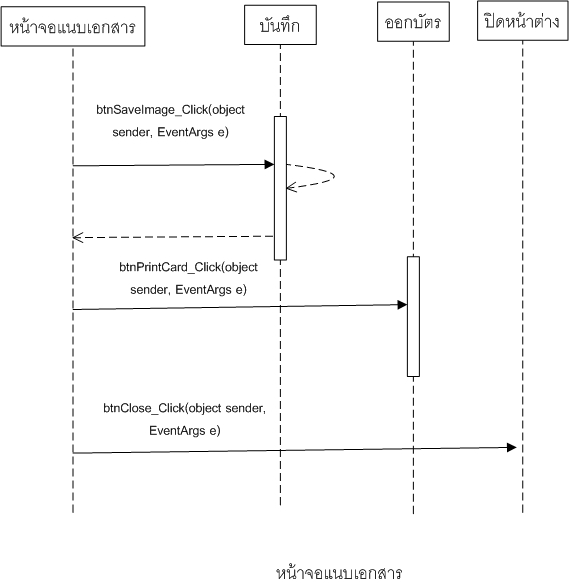 หน้าจอแนบเอกสาร
บันทึก
ออกบัตร
ปิดหน้าต่าง
btnSaveImage_Click(object
sender, EventArgs e)
btnPrintCard_Click(object
sender, EventArgs e)
btnClose_Click(object sender,
EventArgs e)
หน้าจอแนบเอกสาร